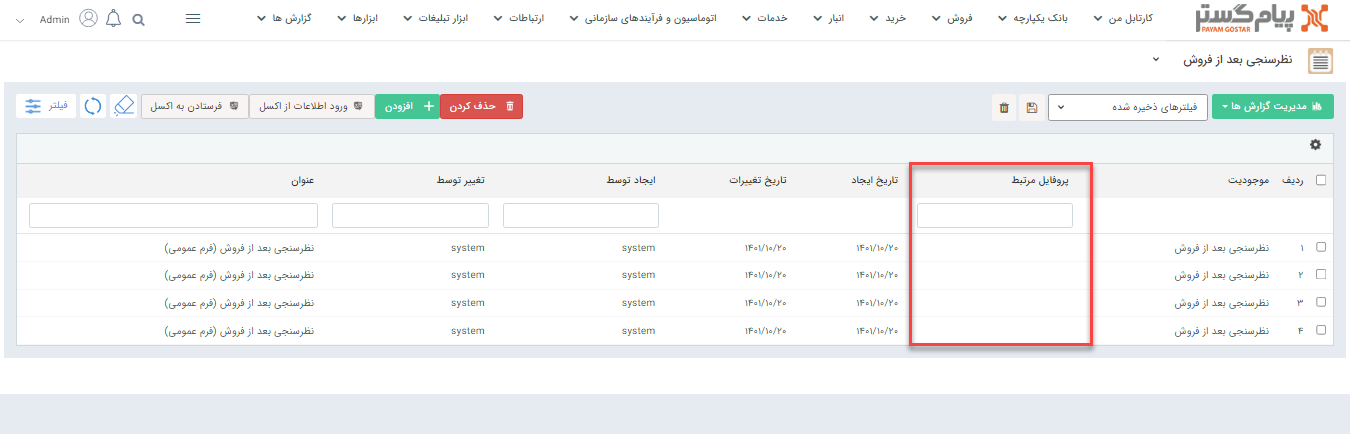 پیام گستر
PAYAM GOSTAR
کارتابل من بانک یکپارچه فروش خرید انبار خدمات اتوماسیون و فرآیندهای سازمانی ارتباطات ابزار تبلیغات ابزارها گزارش ها Admin
نظرسنجی بعد از فروش
مدیریت گزارش ها فیلترهای ذخیره شده حذف کردن افزودن ورود اطلاعات از اکسل فرستادن به اکسل فیلتر
ردیف موجودیت پروفایل مرتبط تاریخ ایجاد تاریخ تغییرات ایجاد توسط تغییر توسط عنوان
۱ نظرسنجی بعد از فروش ۱۴۰۱/۱۰/۲۰ ۱۴۰۱/۱۰/۲۰ system system نظرسنجی بعد از فروش (فرم عمومی)
۲ نظرسنجی بعد از فروش ۱۴۰۱/۱۰/۲۰ ۱۴۰۱/۱۰/۲۰ system system نظرسنجی بعد از فروش (فرم عمومی)
۳ نظرسنجی بعد از فروش ۱۴۰۱/۱۰/۲۰ ۱۴۰۱/۱۰/۲۰ system system نظرسنجی بعد از فروش (فرم عمومی)
۴ نظرسنجی بعد از فروش ۱۴۰۱/۱۰/۲۰ ۱۴۰۱/۱۰/۲۰ system system نظرسنجی بعد از فروش (فرم عمومی)